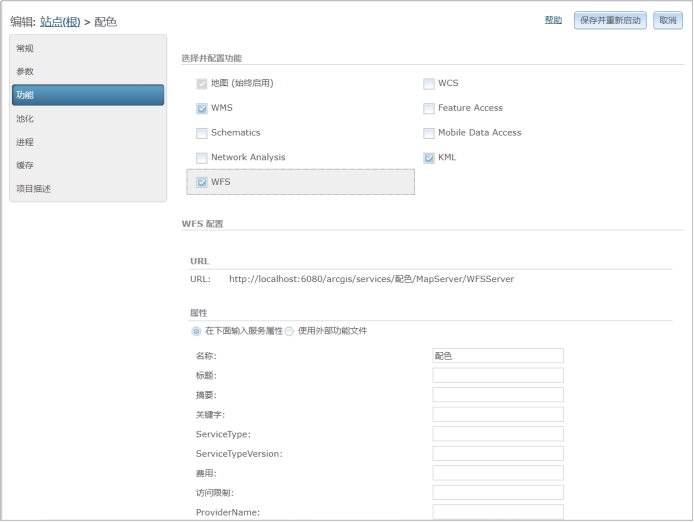 编辑: 站点(根) > 配色
帮助
保存并重新启动
取消
常规
参数
功能
池化
进程
缓存
项目描述
选择并配置功能
地图 (始终启用)
WCS
WMS
Feature Access
Schematics
Mobile Data Access
Network Analysis
KML
WFS
WFS 配置
URL
URL: http://localhost:6080/arcgis/services/配色/MapServer/WFSServer
属性
在下面输入服务属性 使用外部功能文件
名称: 配色
标题:
摘要:
关键字:
ServiceType:
ServiceTypeVersion:
费用:
访问限制:
ProviderName: